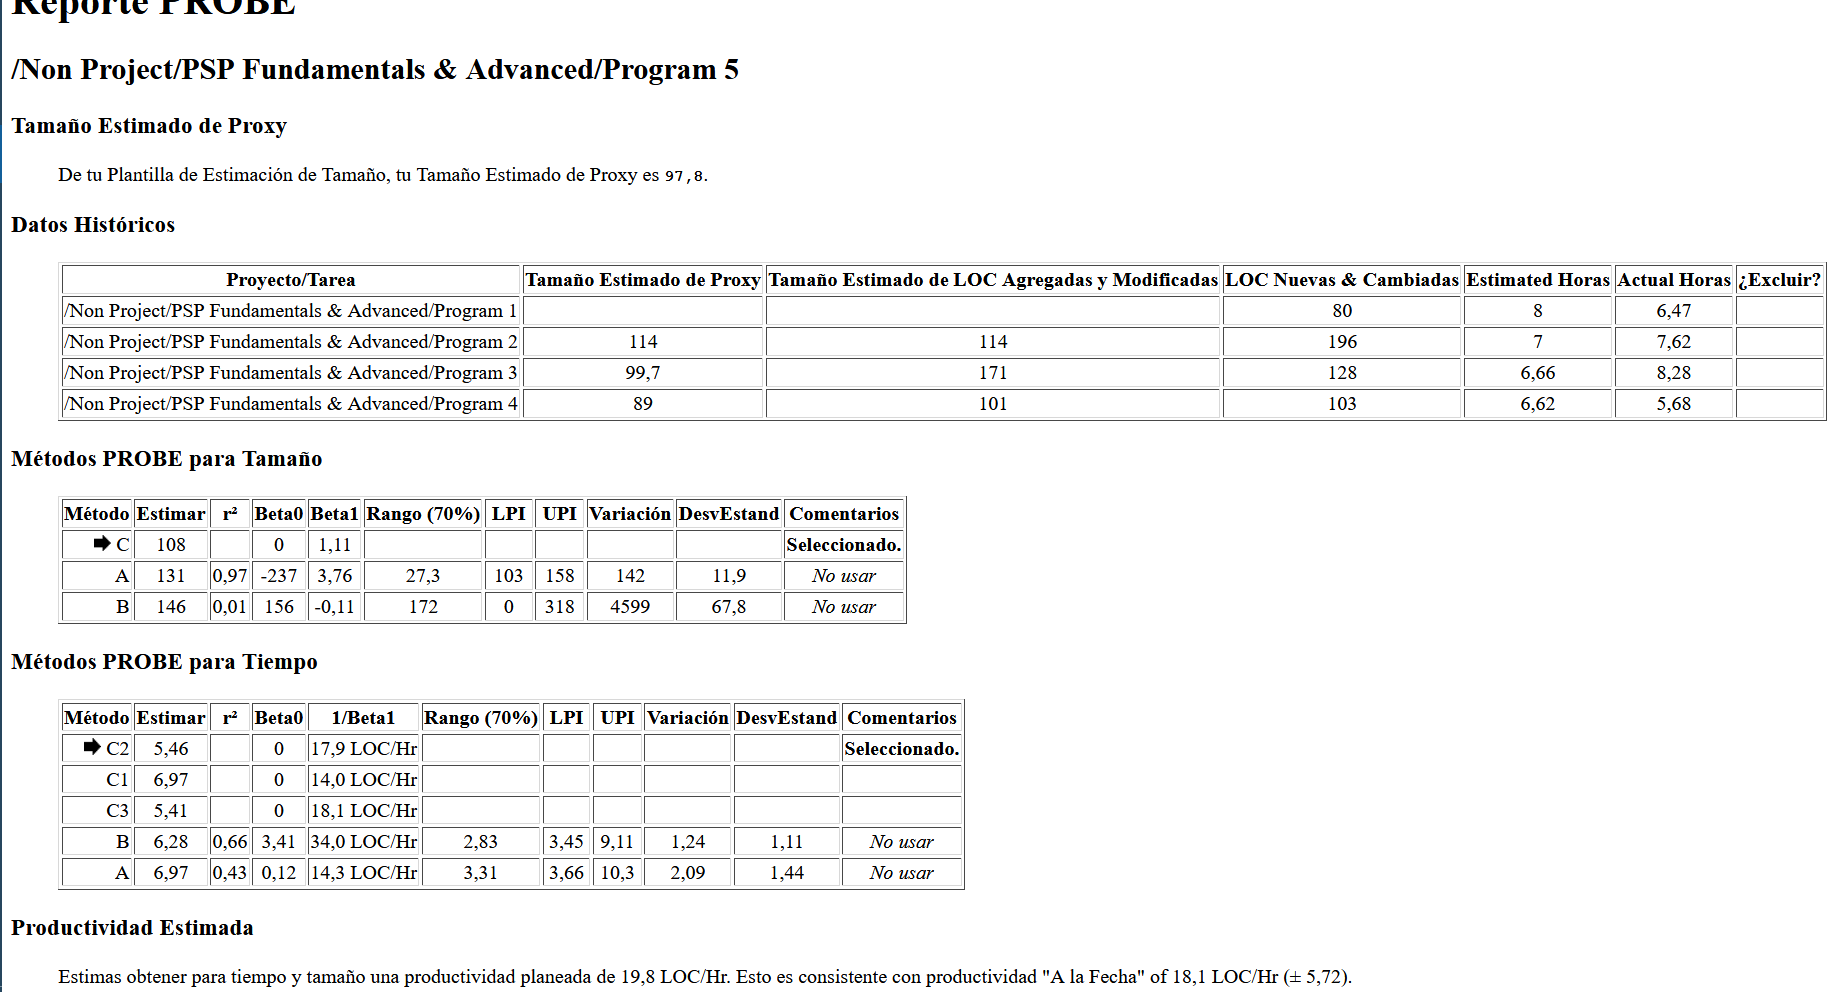 Reporte PROBE
/Non Project/PSP Fundamentals & Advanced/Program 5
Tamaño Estimado de Proxy
De tu Plantilla de Estimación de Tamaño, tu Tamaño Estimado de Proxy es 97,8.
Datos Históricos
Proyecto/Tarea Tamaño Estimado de Proxy Tamaño Estimado de LOC Agregadas y Modificadas LOC Nuevas & Cambiadas Estimated Horas Actual Horas ¿Excluir?
/Non Project/PSP Fundamentals & Advanced/Program 1 80 8 6,47
/Non Project/PSP Fundamentals & Advanced/Program 2 114 114 196 7 7,62
/Non Project/PSP Fundamentals & Advanced/Program 3 99,7 171 128 6,66 8,28
/Non Project/PSP Fundamentals & Advanced/Program 4 89 101 103 6,62 5,68
Métodos PROBE para Tamaño
Método Estimar r² Beta0 Beta1 Rango (70%) LPI UPI Variación DesvEstand Comentarios
🡆 C 108 0 1,11 Seleccionado.
A 131 0,97 -237 3,76 27,3 103 158 142 11,9 No usar
B 146 0,01 156 -0,11 172 0 318 4599 67,8 No usar
Métodos PROBE para Tiempo
Método Estimar r² Beta0 1/Beta1 Rango (70%) LPI UPI Variación DesvEstand Comentarios
🡆 C2 5,46 0 17,9 LOC/Hr Seleccionado.
C1 6,97 0 14,0 LOC/Hr
C3 5,41 0 18,1 LOC/Hr
B 6,28 0,66 3,41 34,0 LOC/Hr 2,83 3,45 9,11 1,24 1,11 No usar
A 6,97 0,43 0,12 14,3 LOC/Hr 3,31 3,66 10,3 2,09 1,44 No usar
Productividad Estimada
Estimas obtener para tiempo y tamaño una productividad planeada de 19,8 LOC/Hr. Esto es consistente con productividad "A la Fecha" of 18,1 LOC/Hr (± 5,72).